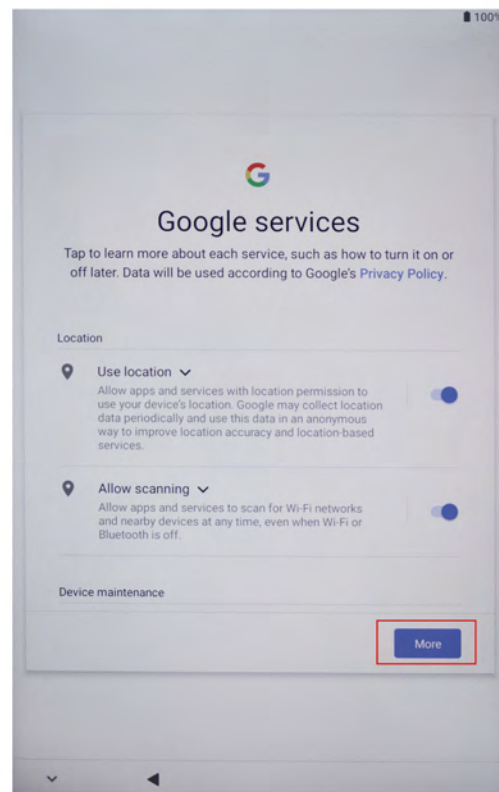 100%
Google services
Tap to learn more about each service, such as how to turn it on or
off later. Data will be used according to Google's Privacy Policy.
Location
Use location
Allow apps and services with location permission to
use your device's location. Google may collect location
data periodically and use this data in an anonymous
way to improve location accuracy and location-based
services.
Allow scanning
Allow apps and services to scan for Wi-Fi networks
and nearby devices at any time, even when Wi-Fi or
Bluetooth is off.
Device maintenance
More